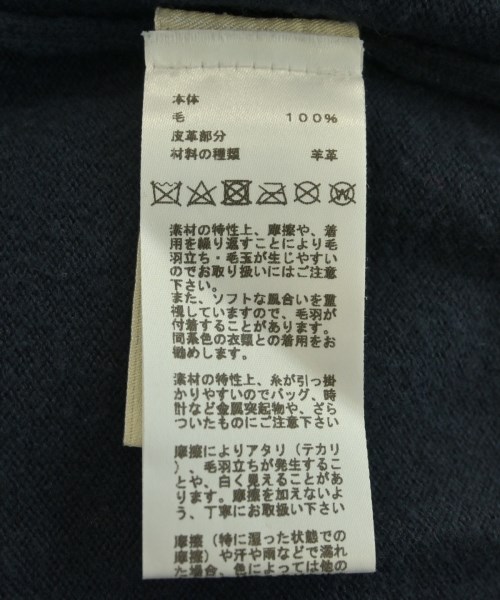 本体
毛 100%
皮革部分
材料の種類 羊革
W
素材の特性上、摩擦や、着
用を繰り返すことにより毛
羽立ち・毛玉が生じやすい
のでお取り扱いにはご注意
下さい。
また、ソフトな風合いを重
視していますので、毛羽が
付着することがあります。
同系色の衣類との着用をお
勧めします。
素材の特性上、糸が引っ掛
かりやすいのでバッグ、時
計など金属突起物や、ざら
ついたものにご注意下さい
摩擦によりアタリ（テカリ
）、毛羽立ちが発生するこ
とや、白く見えることがあ
ります。摩擦を加えないよ
う、丁寧にお取扱い下さい
摩擦（特に湿った状態での
摩擦）や汗や雨などで濡れ
た場合、色によっては他の